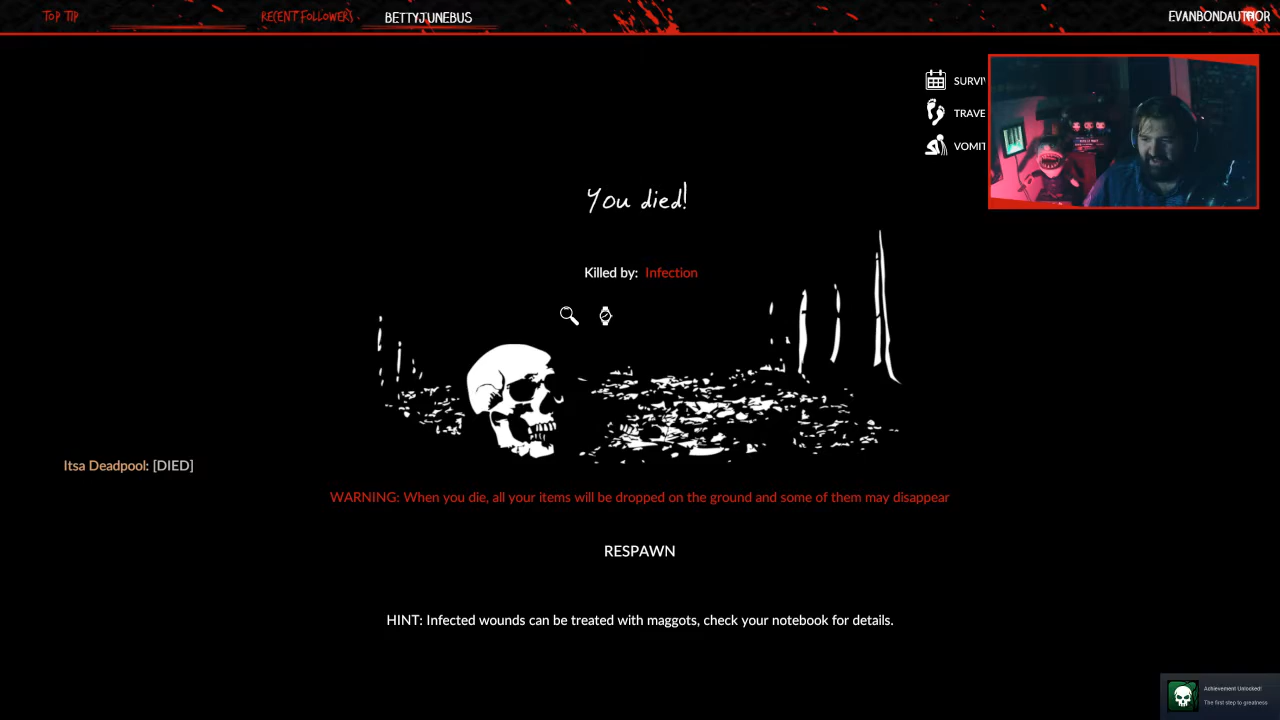 TOP TIP
RECENT FOLLOWERS
BETTYJUNEBUS
EVANBONDAUTHOR
SURVI
TRAVE
VOMIT
You died!
Killed by: Infection
Itsa Deadpool: [DIED]
WARNING: When you die, all your items will be dropped on the ground and some of them may disappear
RESPAWN
HINT: Infected wounds can be treated with maggots, check your notebook for details.
Achievement Unlocked!
The first step to greatness